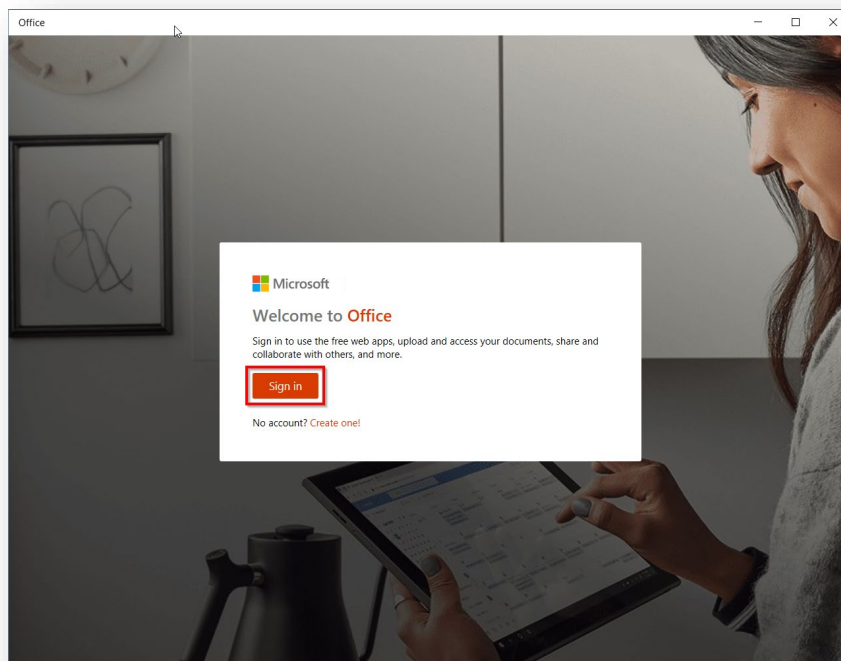 Office
Microsoft
Welcome to Office
Sign in to use the free web apps, upload and access your documents, share and
collaborate with others, and more.
Sign in
No account? Create one!